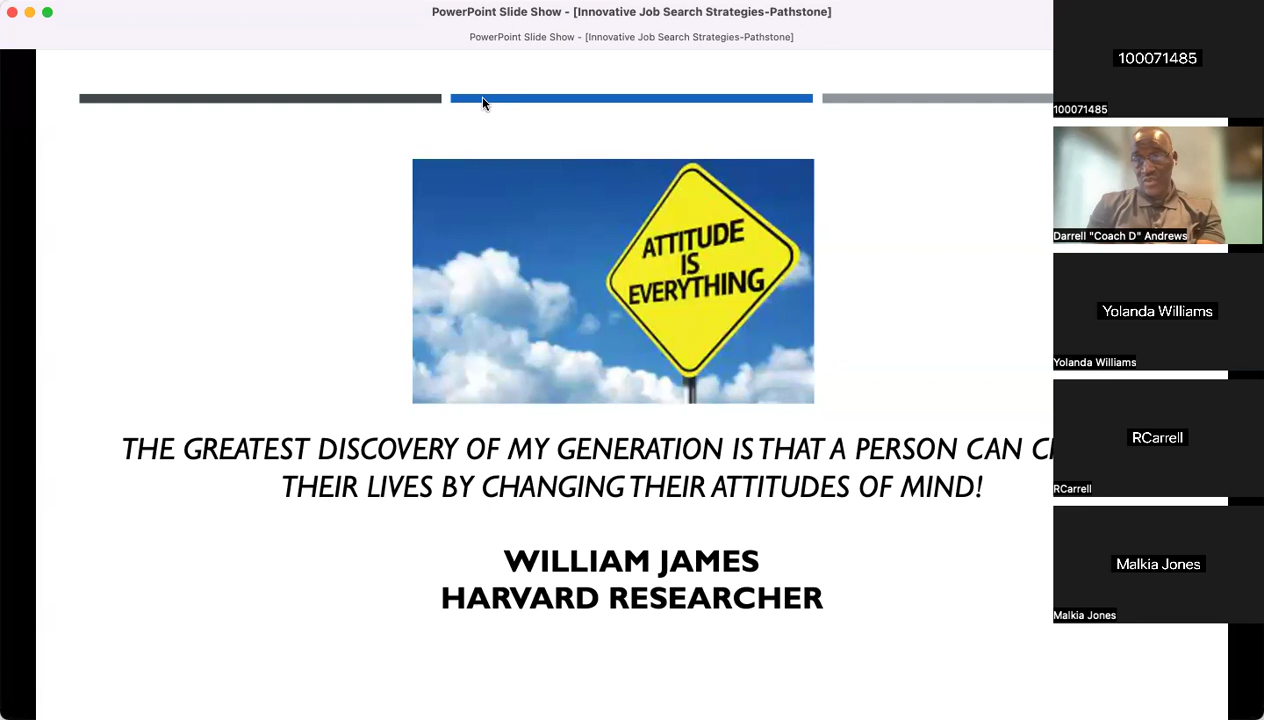 PowerPoint Slide Show - [Innovative Job Search Strategies-Pathstone]
PowerPoint Slide Show - [Innovative Job Search Strategies-Pathstone]
ATTITUDE
IS
EVERYTHING
THE GREATEST DISCOVERY OF MY GENERATION IS THAT A PERSON CAN
THEIR LIVES BY CHANGING THEIR ATTITUDES OF MIND!
WILLIAM JAMES
HARVARD RESEARCHER
100071485
100071485
Darrell "Coach D" Andrews
Yolanda Williams
Yolanda Williams
RCarrell
RCarrell
Malkia Jones
Malkia Jones